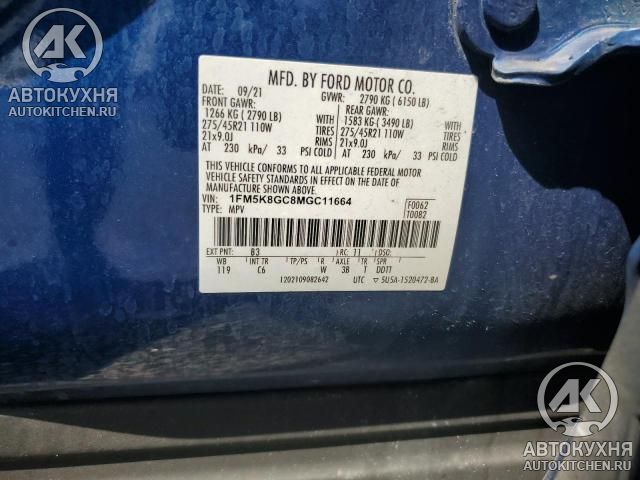 АВТОКУХНЯ
AUTOKITCHEN.RU
MFD. BY FORD MOTOR CO.
DATE: 09/21 GVWR: 2790 KG ( 6150 LB)
FRONT GAWR: REAR GAWR:
1266 KG ( 2790 LB) WITH 1583 KG-( 3490 LB) WITH
275/45R21 110W TIRES 275/45R21 110W TIRES
21x9.0J RIMS 21x9.0J RIMS
AT 230 kPa/ 33 PSI COLD AT 230 kPa/ 33 PSI COLD
THIS VEHICLE CONFORMS TO ALL APPLICABLE FEDERAL MOTOR
VEHICLE SAFETY STANDARDS IN EFFECT ON THE DATE OF
MANUFACTURE SHOWN ABOVE.
VIN: 1FM5K8GC8MGC11664 F0062
TYPE: MPV T0082
EXT PNT: B3 RC: 11 DSO:
WB INT TR TP/PS R AXLE TR SPR
119 C6 W 3B T DDTT
1202109082642 UTC ▽ 5U5A-1520472-BA
АК
АВТОКУХНЯ
AUTOKITCHEN.RU